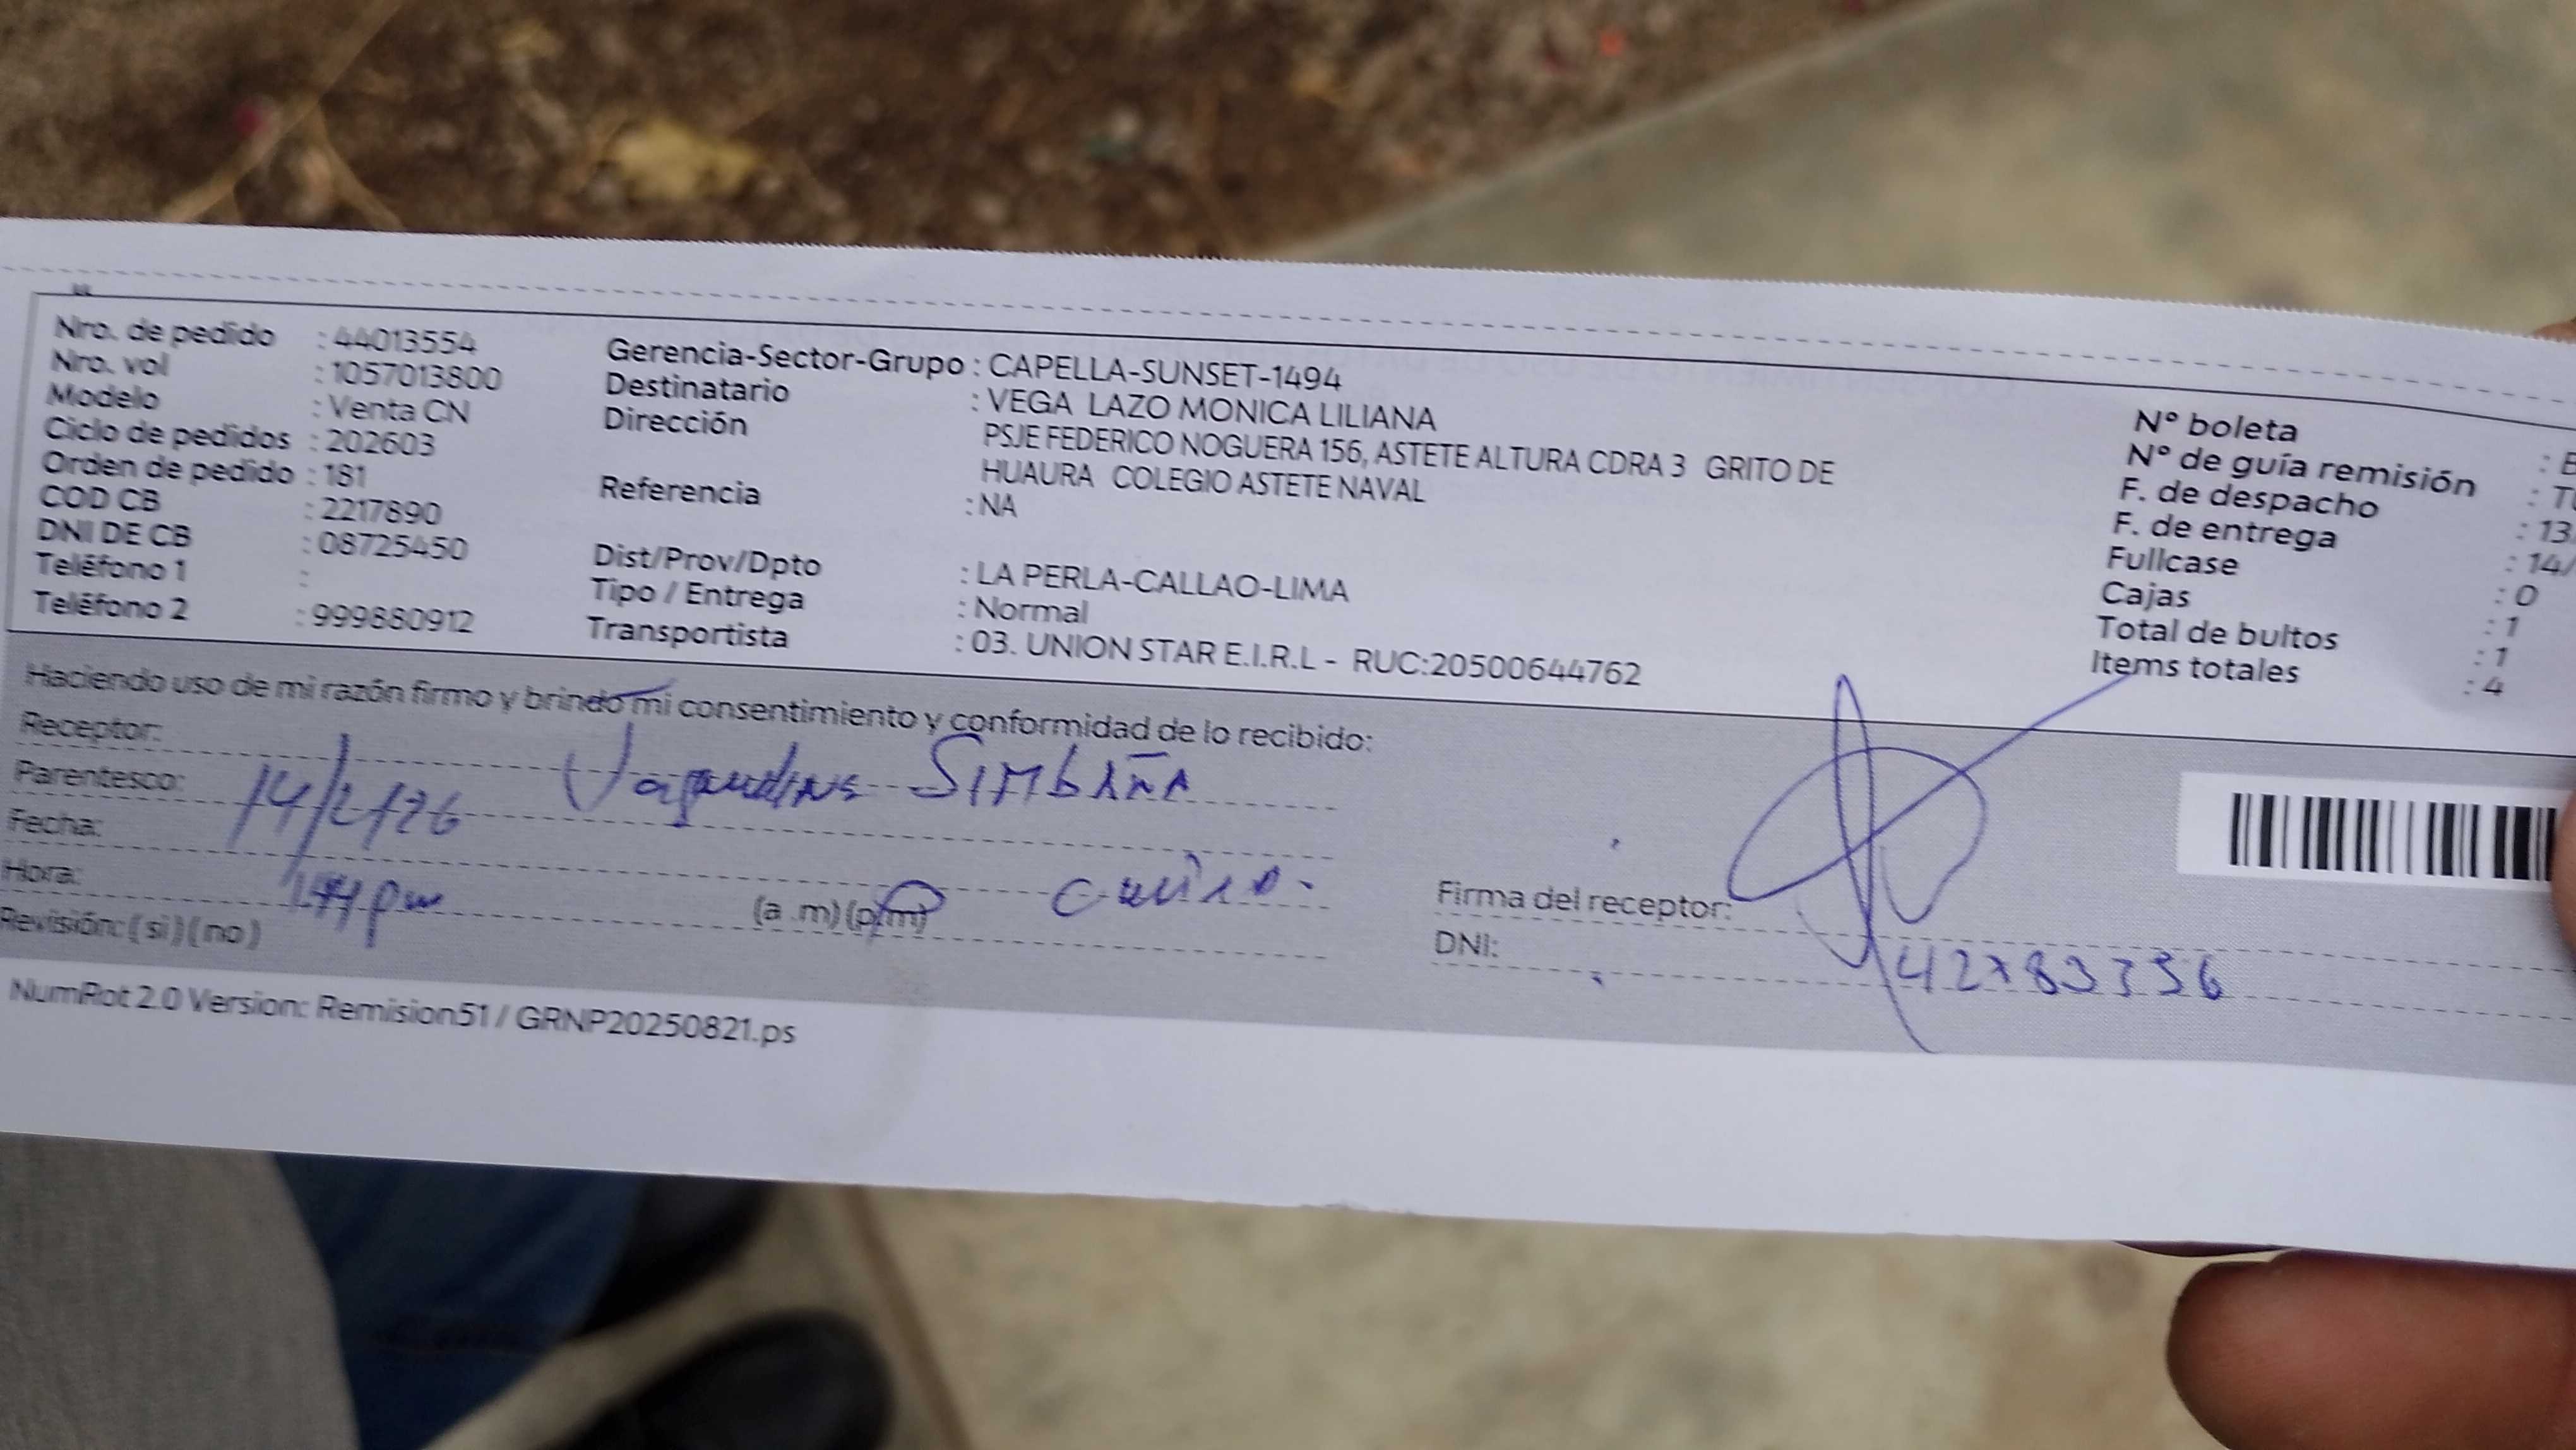 Nro. de pedido : 44013554
Nro. vol : 1057013800
Modelo : Venta CN
Ciclo de pedidos : 202603
Orden de pedido : 181
COD CB : 2217890
DNI DE CB : 08725450
Teléfono 1 :
Teléfono 2 : 999880912
Gerencia-Sector-Grupo : CAPELLA-SUNSET-1494
Destinatario : VEGA LAZO MONICA LILIANA
Dirección PSJE FEDERICO NOGUERA 156, ASTETE ALTURA CDRA 3 GRITO DE
HUAURA COLEGIO ASTETE NAVAL
Referencia : NA
Dist/Prov/Dpto : LA PERLA-CALLAO-LIMA
Tipo / Entrega : Normal
Transportista : 03. UNION STAR E.I.R.L - RUC:20500644762
N° boleta : B
N° de guía remisión : T
F. de despacho : 13
F. de entrega : 14/
Fullcase : 0
Cajas : 1
Total de bultos : 1
Items totales : 4
Haciendo uso de mi razón firmo y brindo mi consentimiento y conformidad de lo recibido:
Receptor: SIMBAÑA
Parentesco:
Fecha: 14/2/26
Hora: pm (a .m) (p.m)
Revisión: ( si ) ( no )
Firma del receptor:
DNI:
NumRot 2.0 Version: Remision51 / GRNP20250821.ps